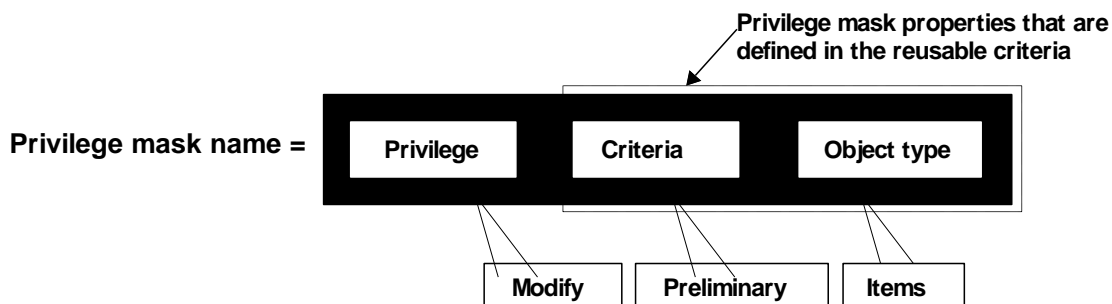 Privilege mask properties that are
defined in the reusable criteria
Privilege mask name =
Privilege Criteria Object type
Modify Preliminary Items